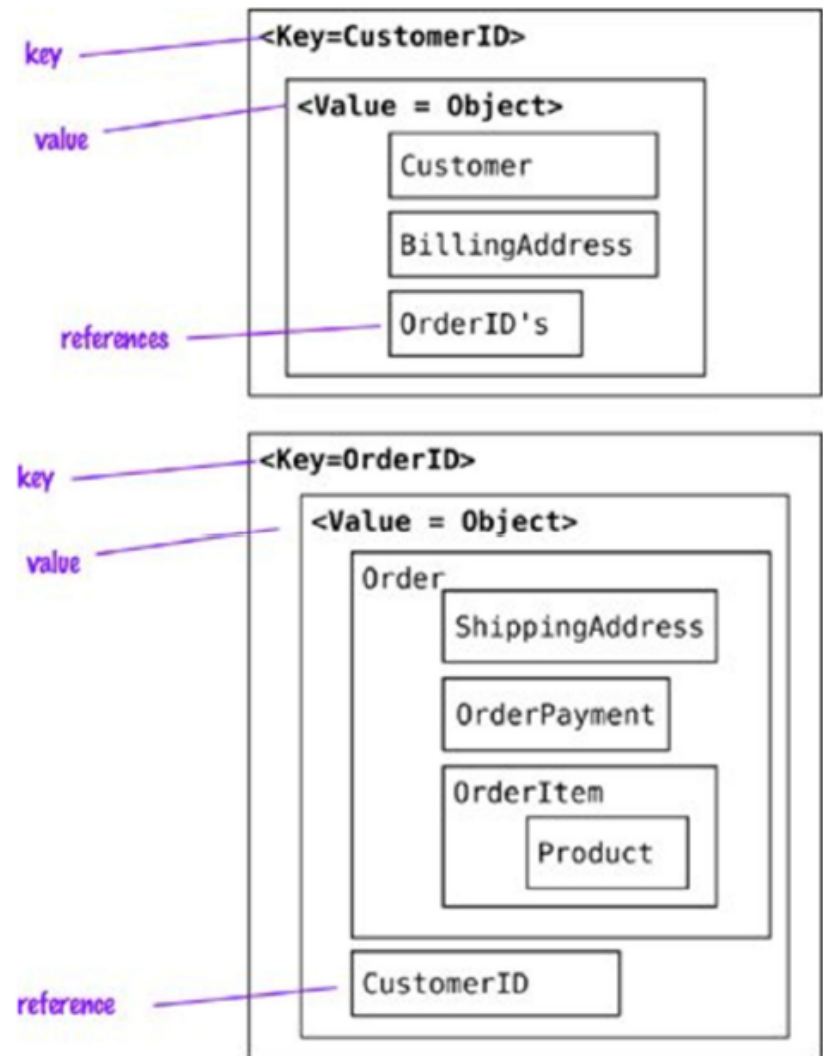 <Key=CustomerID>
key
<Value = Object>
value
Customer
BillingAddress
OrderID's
references
<Key=OrderID>
key
<Value = Object>
value
Order
ShippingAddress
OrderPayment
OrderItem
Product
CustomerID
reference